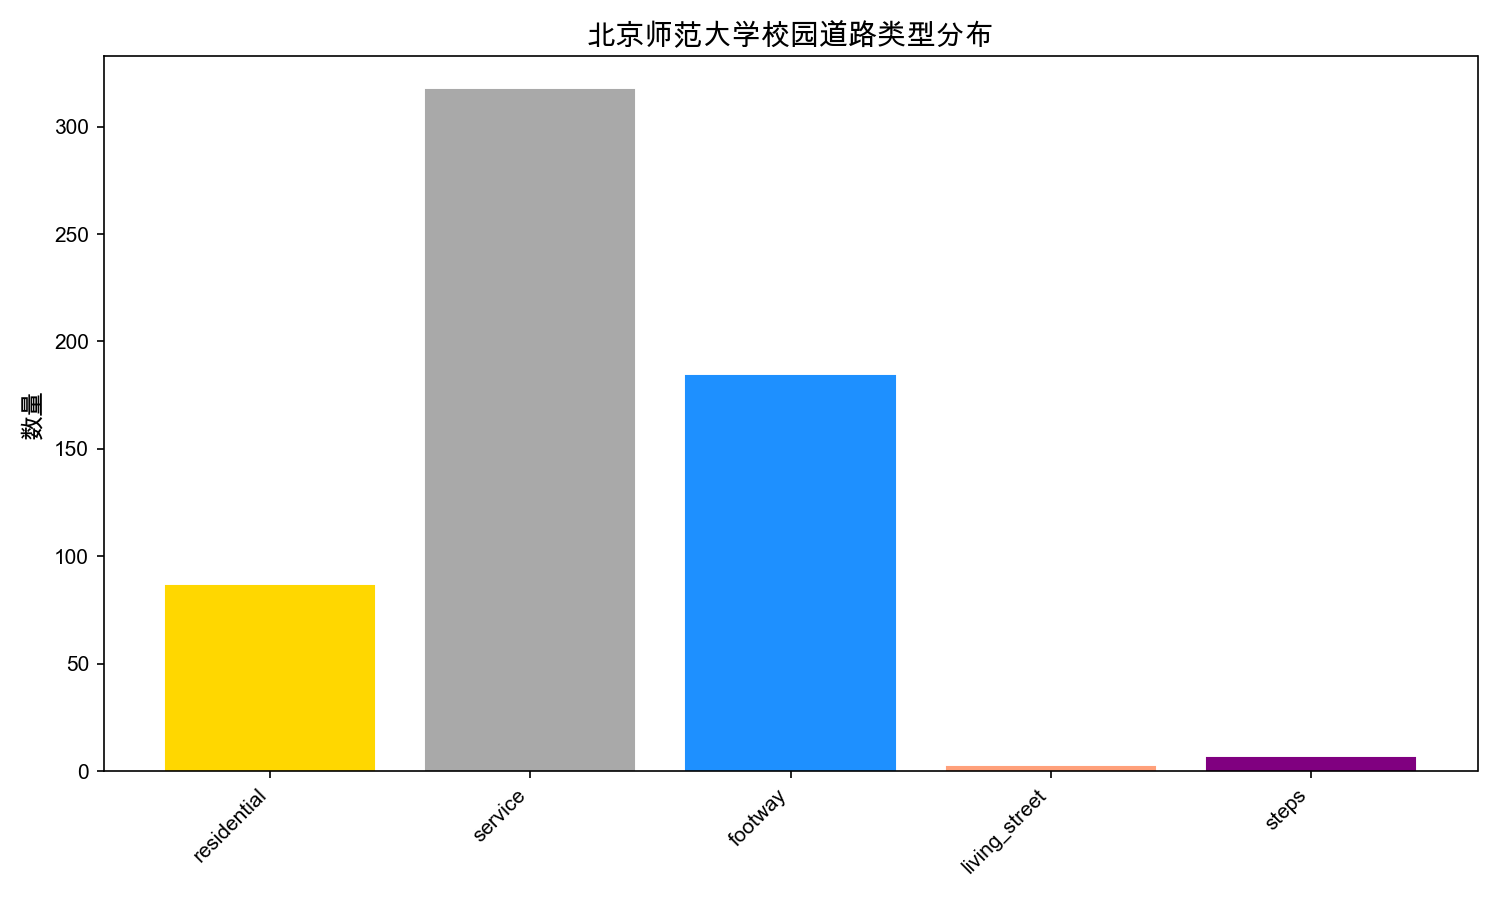 北京师范大学校园道路类型分布
数量
300
250
200
150
100
50
0
residential
service
footway
living_street
steps